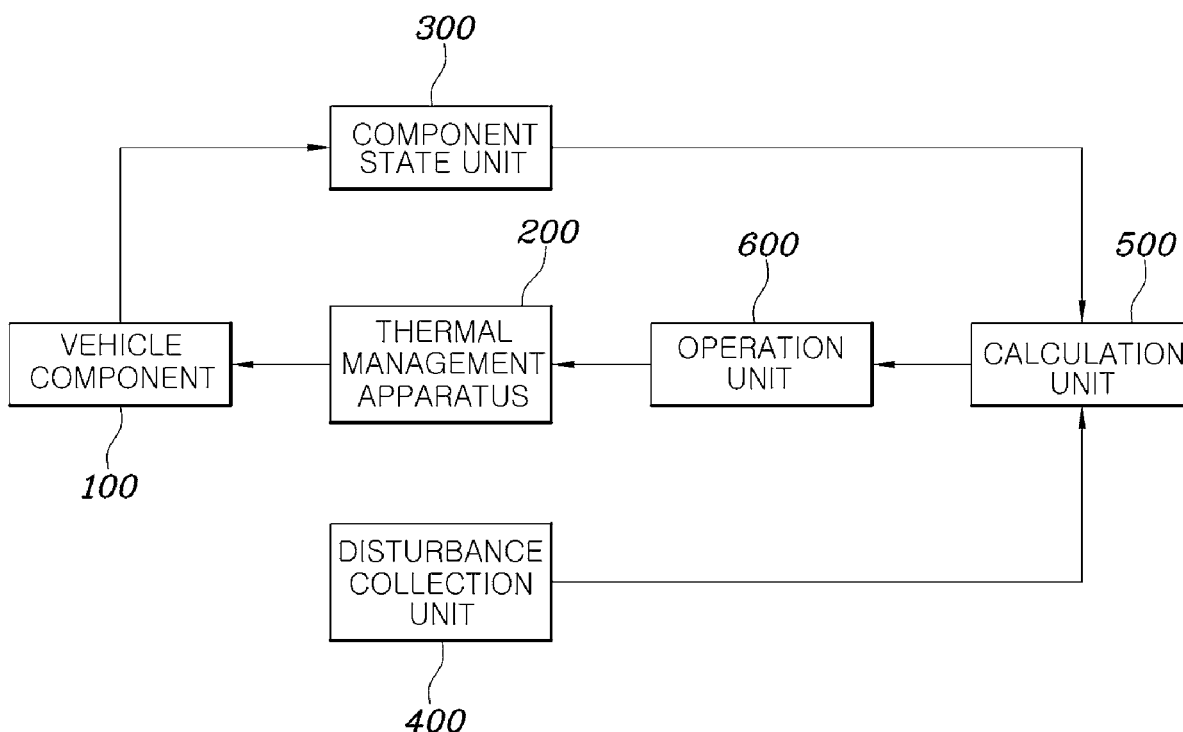 300
COMPONENT
STATE UNIT
200
600
500
VEHICLE
COMPONENT
THERMAL
MANAGEMENT
APPARATUS
OPERATION
UNIT
CALCULATION
UNIT
100
DISTURBANCE
COLLECTION
UNIT
400